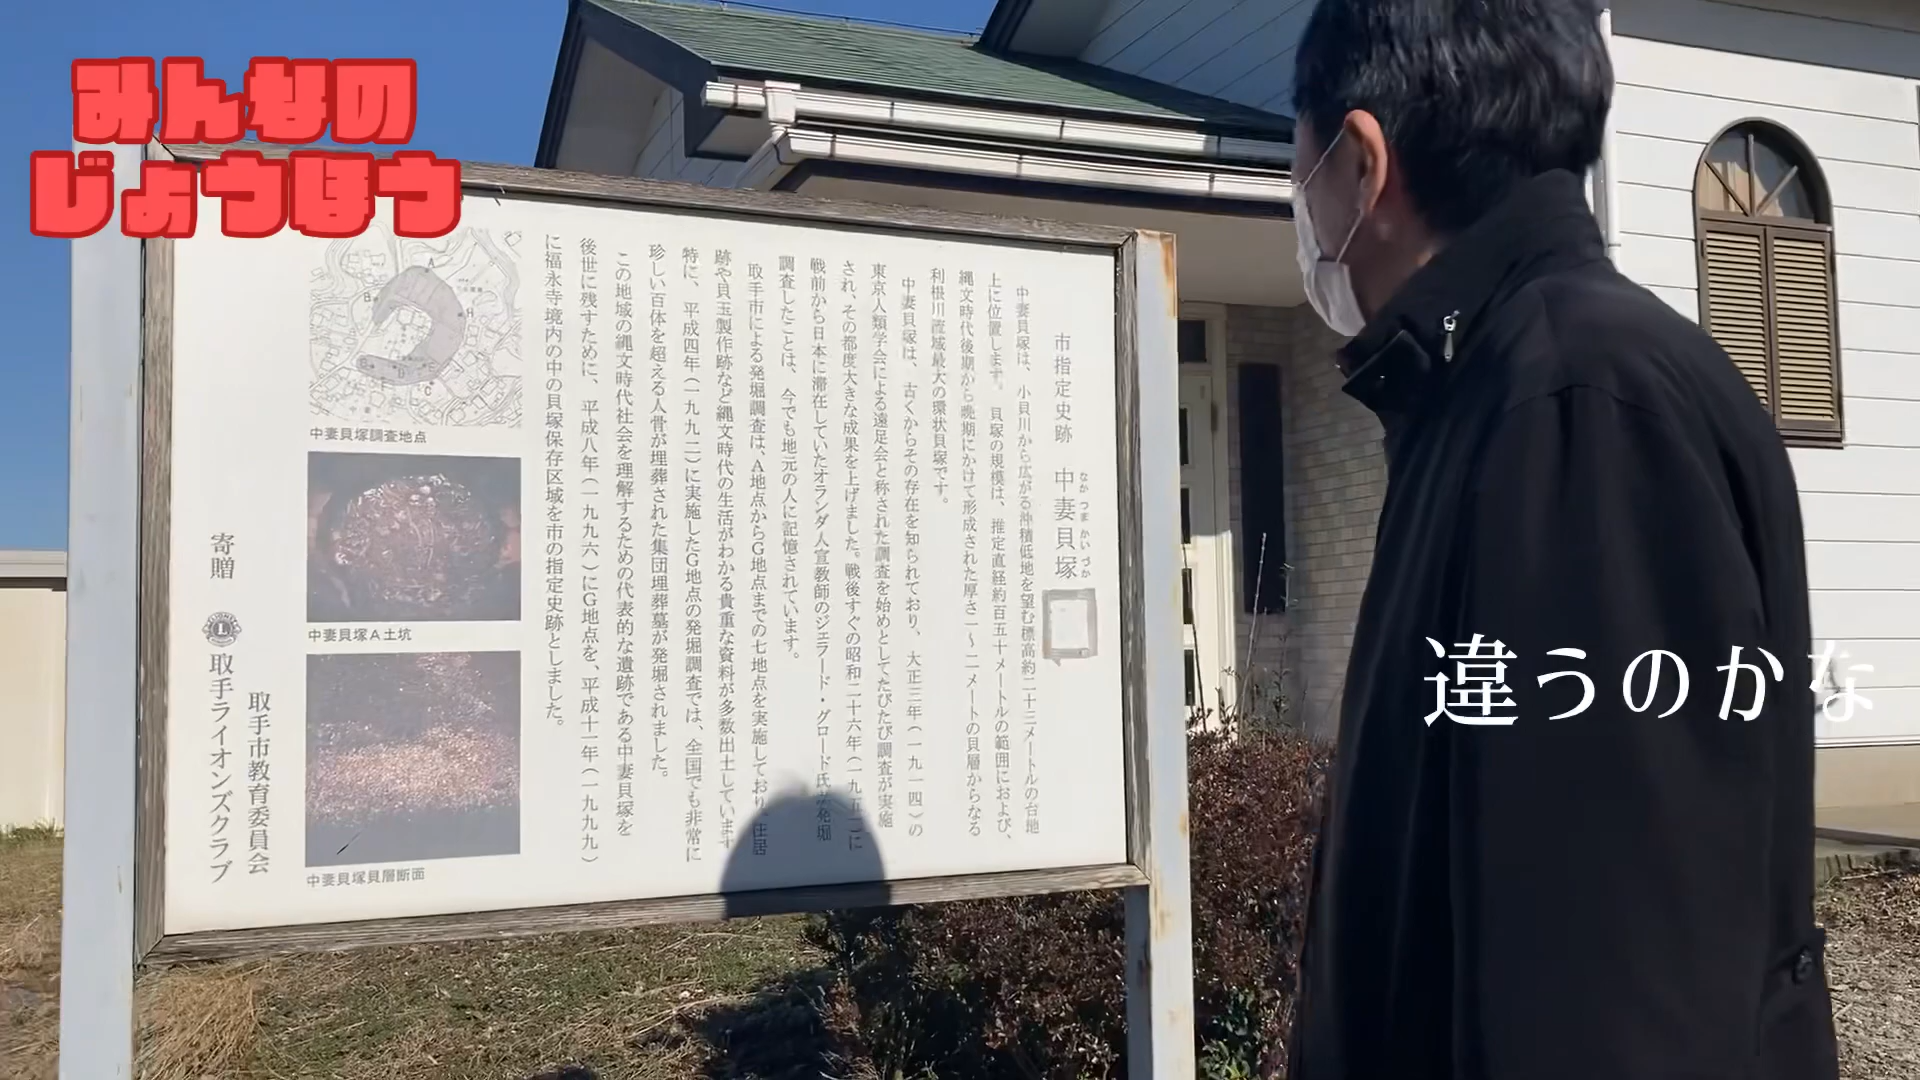 みんなの
じょうほう
市指定史跡 中妻貝塚
なか つま かい づか
中妻貝塚は、小貝川から広がる沖積低地を望む標高約二十三メートルの台地
上に位置します。貝塚の規模は、推定直径約百五十メートルの範囲におよび、
縄文時代後期から晩期にかけて形成された厚さ一～二メートの貝層からなる
利根川流域最大の環状貝塚です。
中妻貝塚は、古くからその存在を知られており、大正三年(一九一四)の
東京人類学会による遠足会と称された調査を始めとしてたびたび調査が実施
され、その都度大きな成果を上げました。戦後すぐの昭和二十六年(一九五一)に
戦前から日本に滞在していたオランダ人宣教師のジェラード・グロード氏が発掘
調査したことは、今でも地元の人に記憶されています。
取手市による発掘調査は、A地点からG地点までの七地点を実施しており、住居
跡や貝玉製作跡など縄文時代の生活がわかる貴重な資料が多数出土しています
特に、平成四年(一九九二)に実施したG地点の発掘調査では、全国でも非常に
珍しい百体を超える人骨が埋葬された集団埋葬墓が発掘されました。
この地域の縄文時代社会を理解するための代表的な遺跡である中妻貝塚を
後世に残すために、平成八年(一九九六)にG地点を、平成十一年(一九九九)
に福永寺境内の中の貝塚保存区域を市の指定史跡としました。
中妻貝塚調査地点
中妻貝塚A土坑
中妻貝塚貝層断面
取手市教育委員会
寄贈 取手ライオンズクラブ
違うのかな